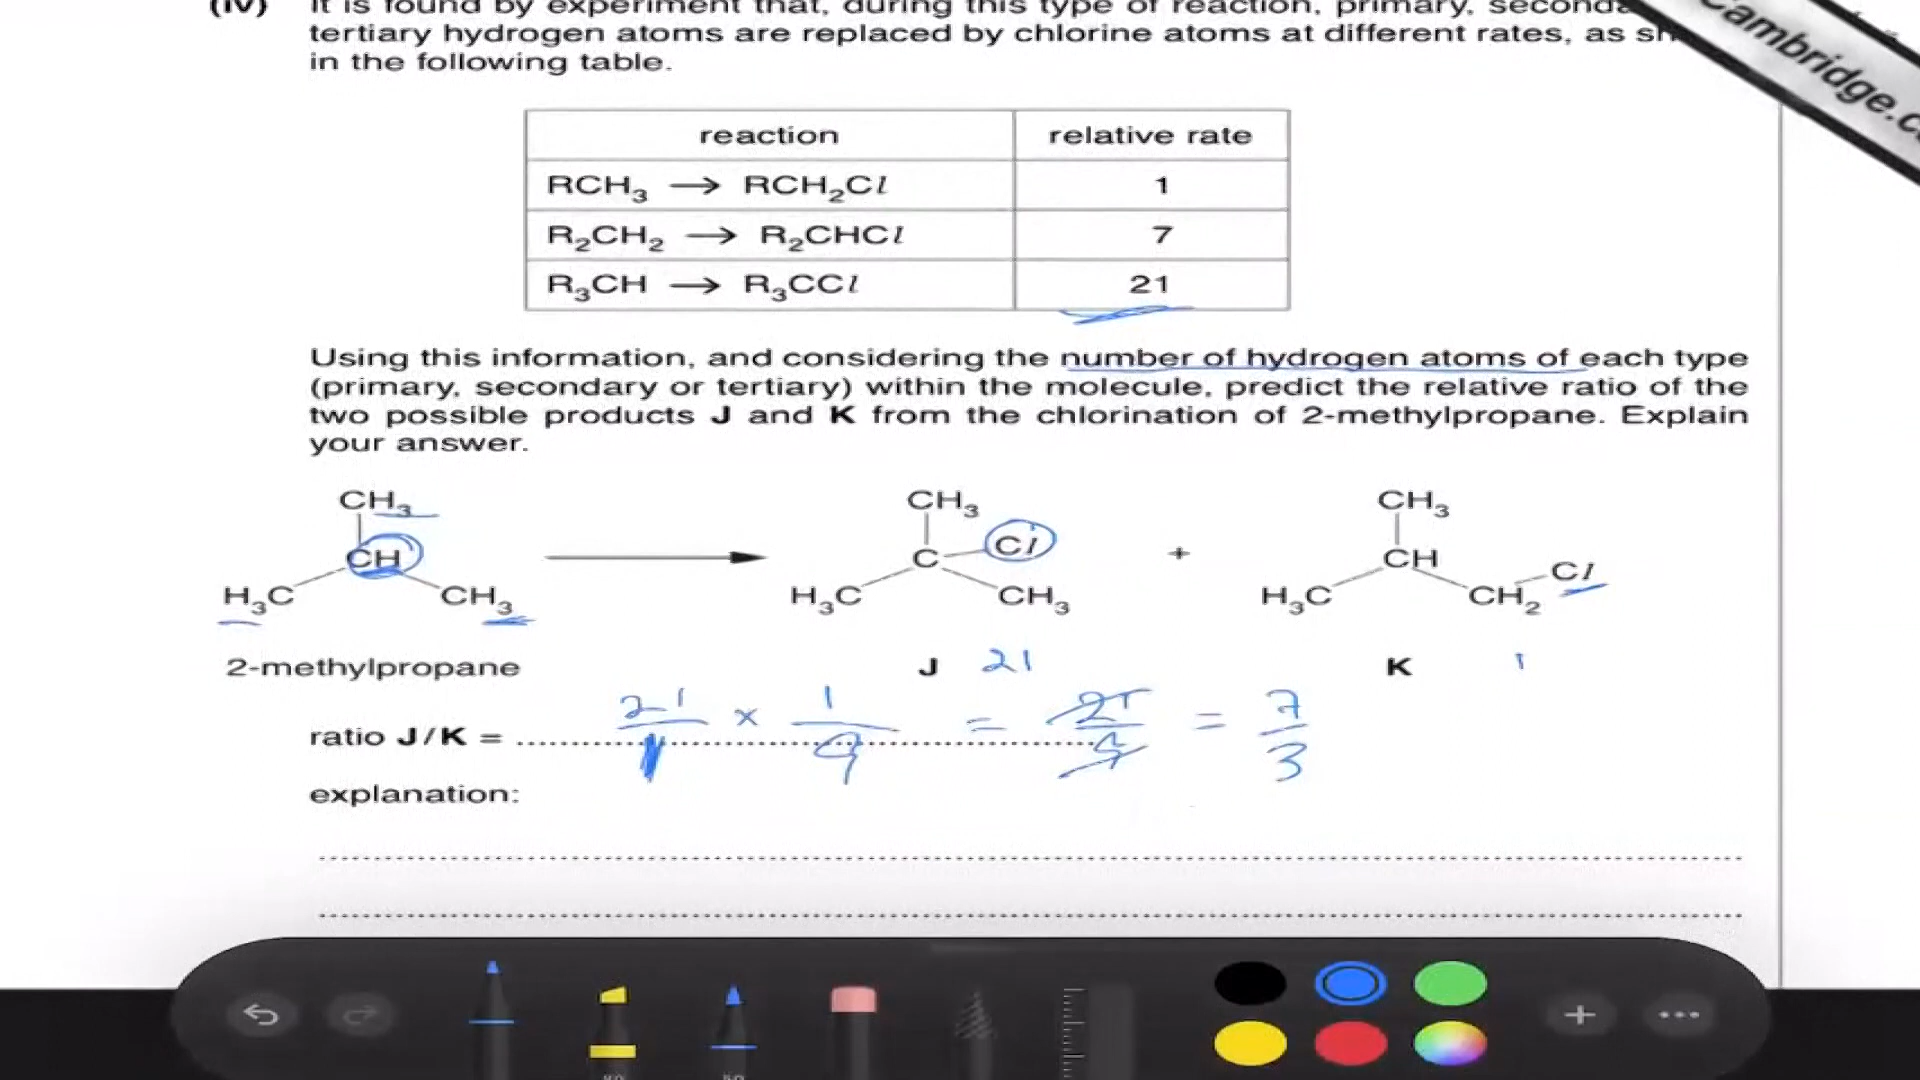 (iv) It is found by experiment that, during this type of reaction, primary,
tertiary hydrogen atoms are replaced by chlorine atoms at different rates, as
in the following table.
reaction relative rate
RCH₃ → RCH₂Cl 1
R₂CH₂ → R₂CHCl 7
R₃CH → R₃CCl 21
Using this information, and considering the number of hydrogen atoms of each type
(primary, secondary or tertiary) within the molecule, predict the relative ratio of the
two possible products J and K from the chlorination of 2-methylpropane. Explain
your answer.
CH₃ CH₃ CH₃
CH C Cl + CH Cl
H₃C CH₃ H₃C CH₃ H₃C CH₂
2-methylpropane J 21 K 1
ratio J/K = 21/1 × 1/9 = 21/9 = 7/3
explanation: